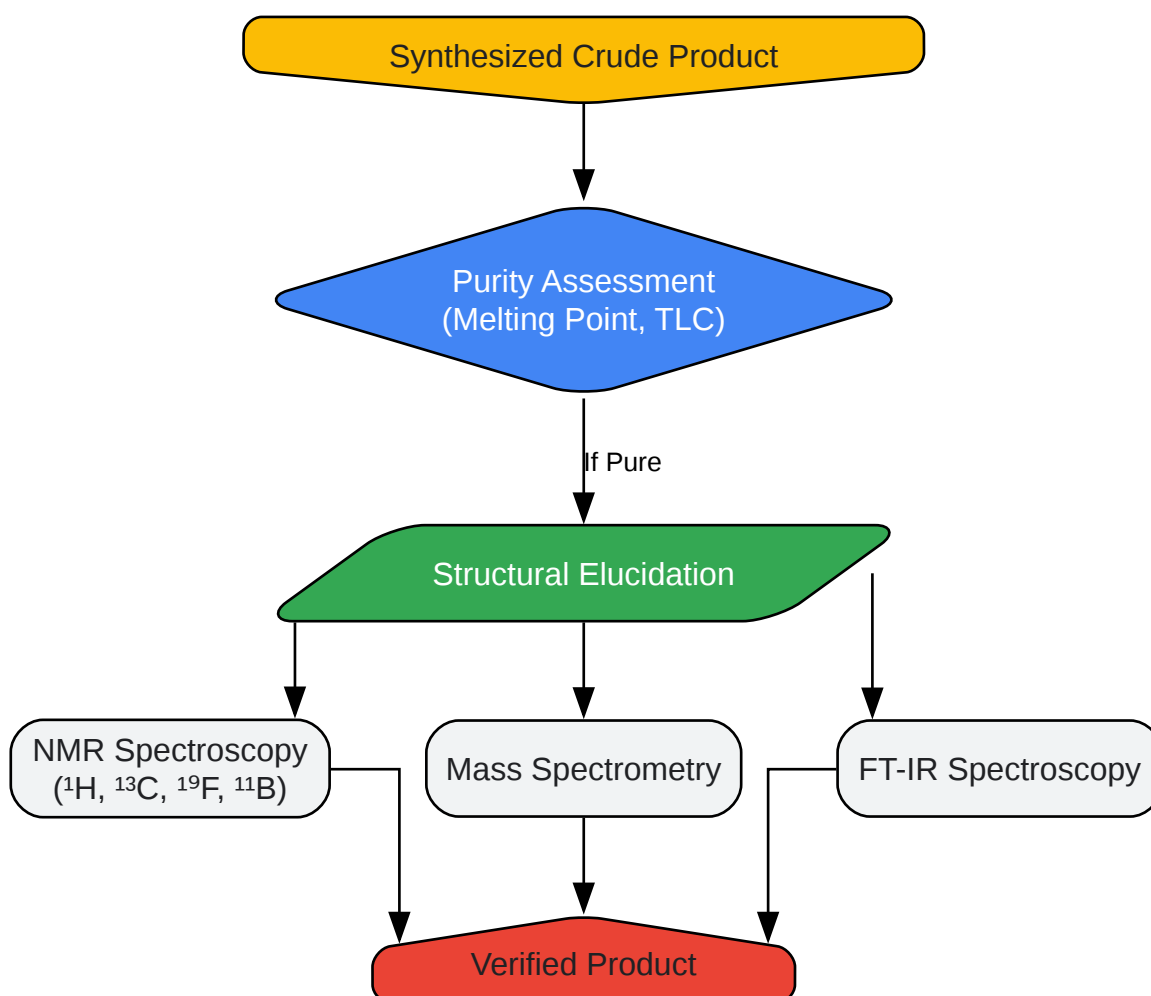 Synthesized Crude Product
Purity Assessment
(Melting Point, TLC)
If Pure
Structural Elucidation
NMR Spectroscopy
(¹H, ¹³C, ¹⁹F, ¹¹B)
Mass Spectrometry
FT-IR Spectroscopy
Verified Product